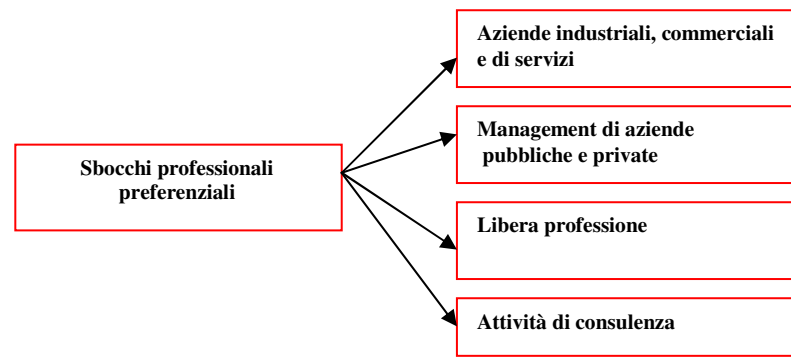 Sbocchi professionali
preferenziali
Aziende industriali, commerciali
e di servizi
Management di aziende
pubbliche e private
Libera professione
Attività di consulenza